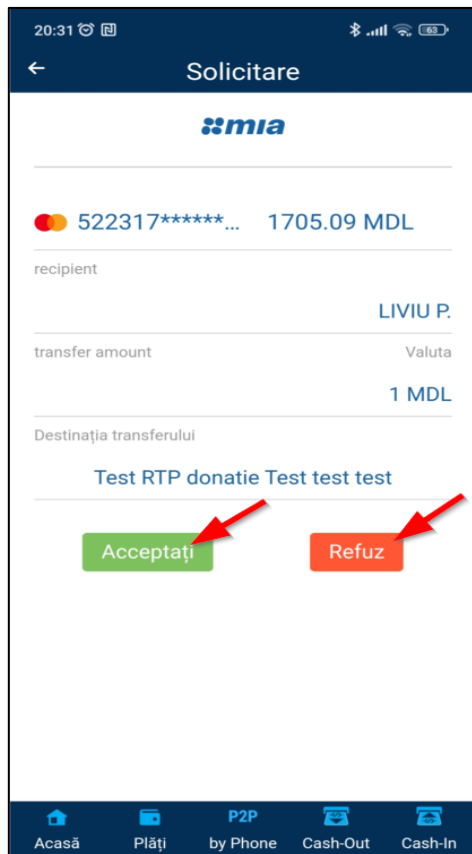 20:31 63
Solicitare
mia
522317******... 1705.09 MDL
recipient
LIVIU P.
transfer amount Valuta
1 MDL
Destinația transferului
Test RTP donatie Test test test
Acceptați Refuz
P2P
Acasă Plăți by Phone Cash-Out Cash-In